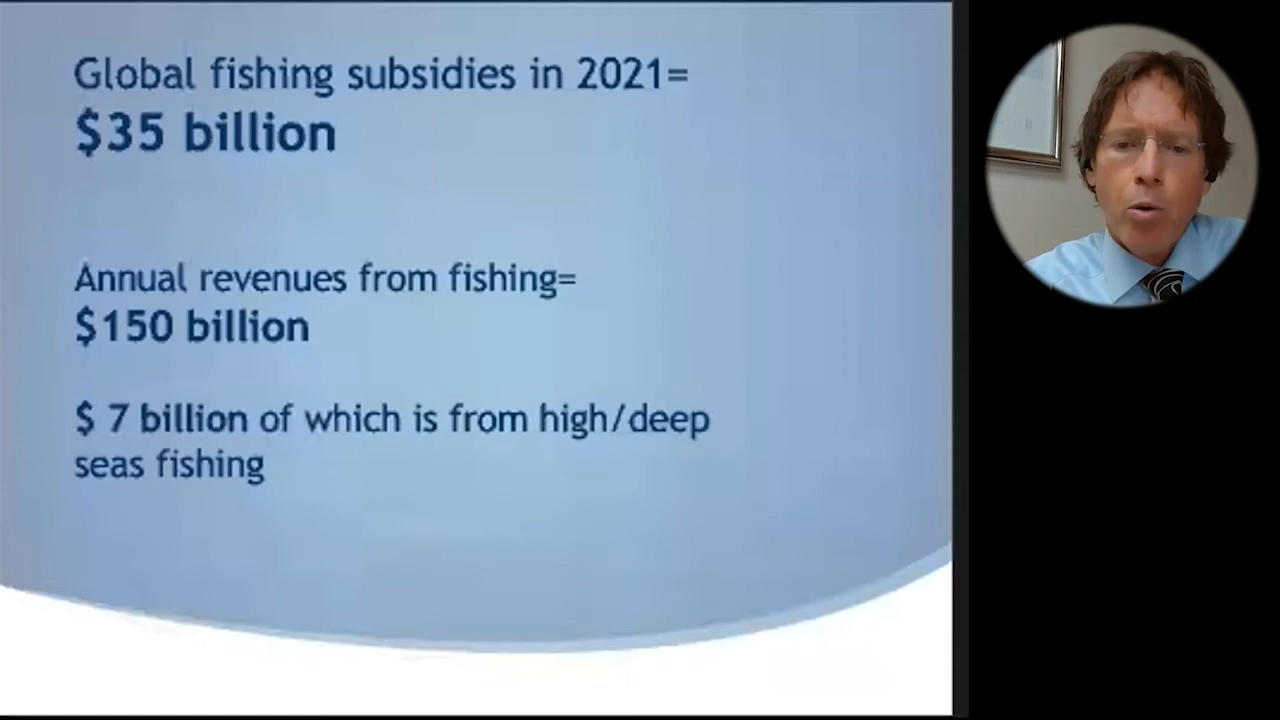 Global fishing subsidies in 2021=
$35 billion
Annual revenues from fishing=
$150 billion
$ 7 billion of which is from high/deep
seas fishing